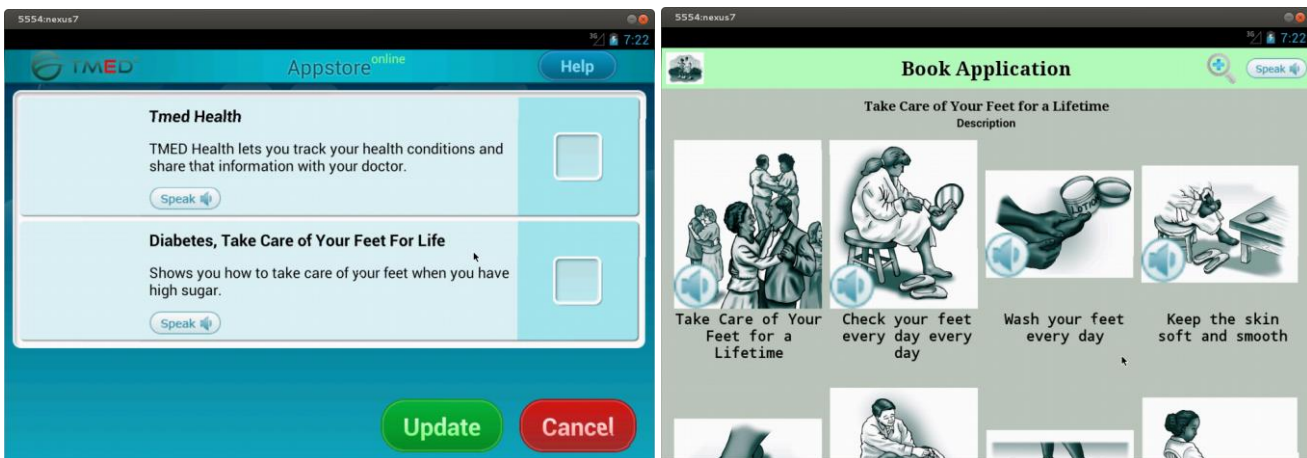 5554:nexus7
3G 7:22
TMED
Appstore online
Help
Tmed Health
TMED Health lets you track your health conditions and
share that information with your doctor.
Speak
Diabetes, Take Care of Your Feet For Life
Shows you how to take care of your feet when you have
high sugar.
Speak
Update
Cancel
5554:nexus7
3G 7:22
Book Application
Speak
Take Care of Your Feet for a Lifetime
Description
LOTION
Take Care of Your
Feet for a
Lifetime
Check your feet
every day every
day
Wash your feet
every day
Keep the skin
soft and smooth